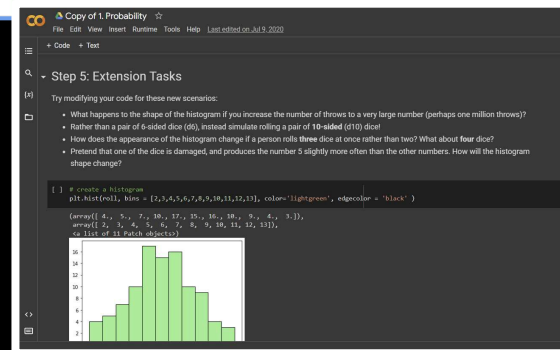 Copy of 1. Probability
File Edit View Insert Runtime Tools Help Last edited on Jul 9, 2020
+ Code + Text
Step 5: Extension Tasks
{x}
Try modifying your code for these new scenarios:
• What happens to the shape of the histogram if you increase the number of throws to a very large number (perhaps one million throws)?
• Rather than a pair of 6-sided dice (d6), instead simulate rolling a pair of 10-sided (d10) dice!
• How does the appearance of the histogram change if a person rolls three dice at once rather than two? What about four dice?
• Pretend that one of the dice is damaged, and produces the number 5 slightly more often than the other numbers. How will the histogram
shape change?
[ ] # create a histogram
plt.hist(roll, bins = [2,3,4,5,6,7,8,9,10,11,12,13], color='lightgreen', edgecolor = 'black' )
(array([ 4., 5., 7., 10., 17., 15., 16., 10., 9., 4., 3.]),
array([ 2, 3, 4, 5, 6, 7, 8, 9, 10, 11, 12, 13]),
<a list of 11 Patch objects>)
16
14
12
10
8
6
4
2